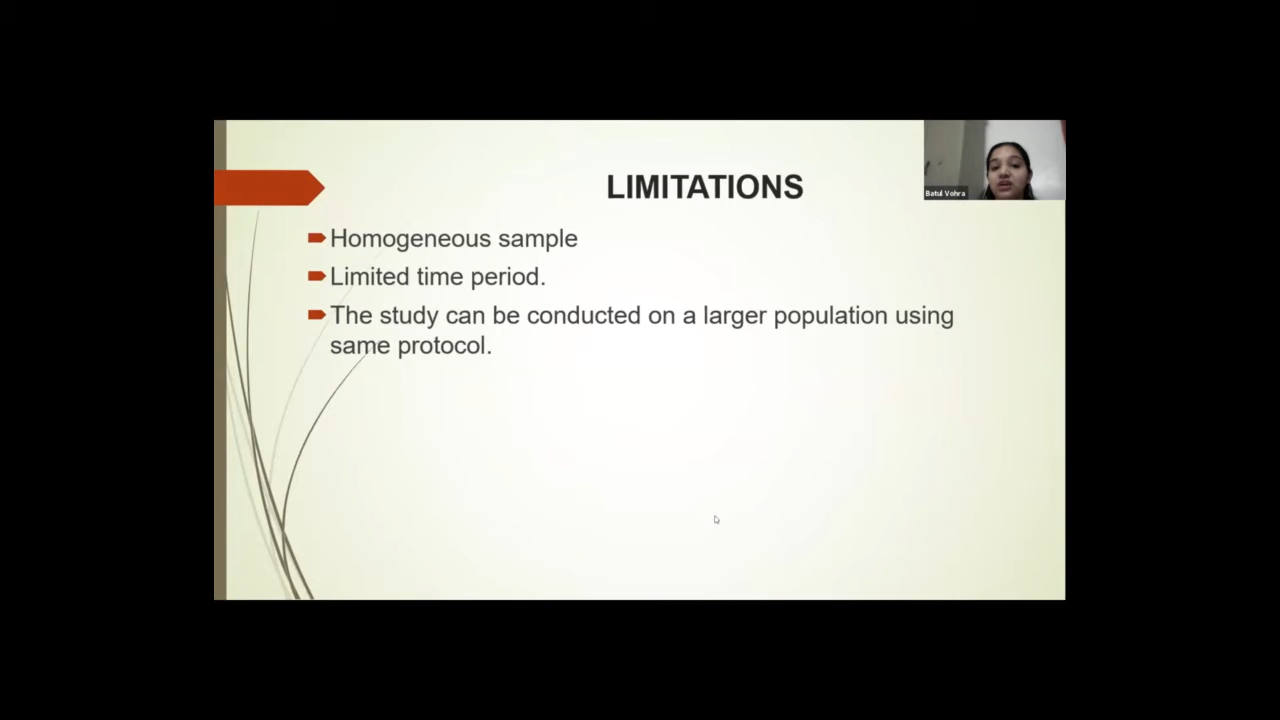 LIMITATIONS
Batul Vohra
Homogeneous sample
Limited time period.
The study can be conducted on a larger population using
same protocol.